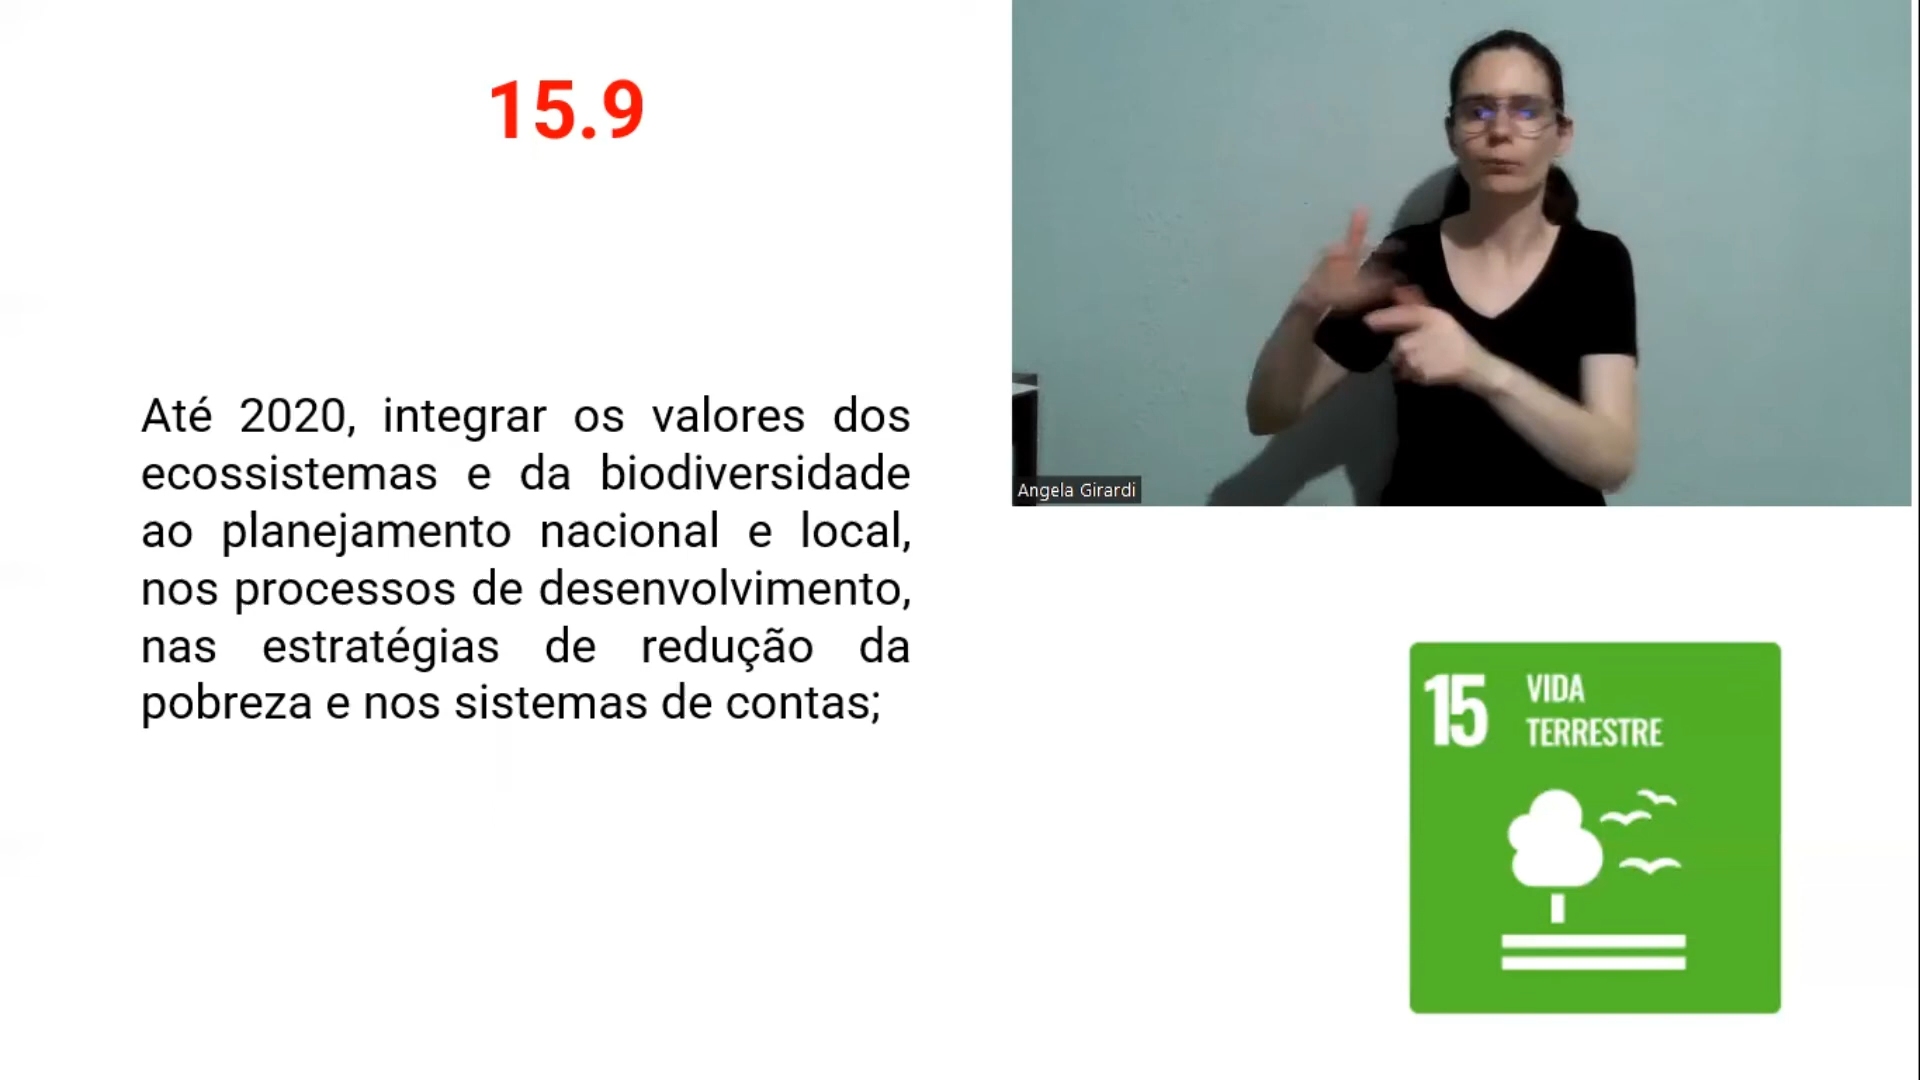 15.9
Até 2020, integrar os valores dos
ecossistemas e da biodiversidade
ao planejamento nacional e local,
nos processos de desenvolvimento,
nas estratégias de redução da
pobreza e nos sistemas de contas;
Angela Girardi
15 VIDA
TERRESTRE